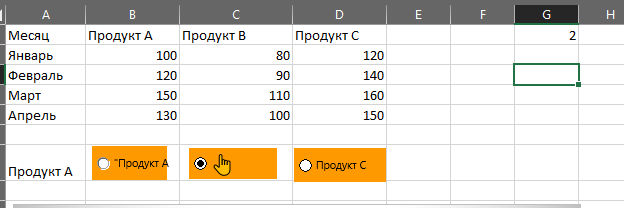 A B C D E F G H
Месяц Продукт A Продукт B Продукт C 2
Январь 100 80 120
Февраль 120 90 140
Март 150 110 160
Апрель 130 100 150
Продукт A "Продукт A Продукт C